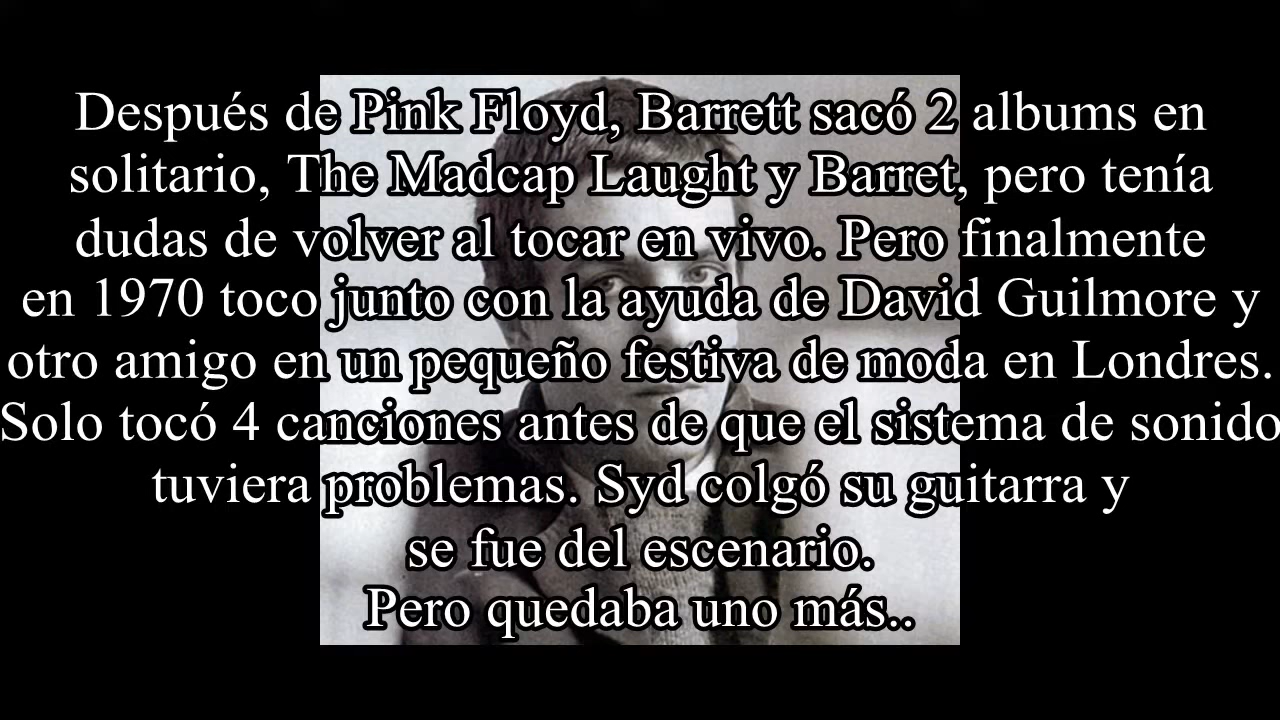 Después de Pink Floyd, Barrett sacó 2 albums en
solitario, The Madcap Laught y Barret, pero tenía
dudas de volver al tocar en vivo. Pero finalmente
en 1970 toco junto con la ayuda de David Guilmore y
otro amigo en un pequeño festiva de moda en Londres.
Solo tocó 4 canciones antes de que el sistema de sonido
tuviera problemas. Syd colgó su guitarra y
se fue del escenario.
Pero quedaba uno más..